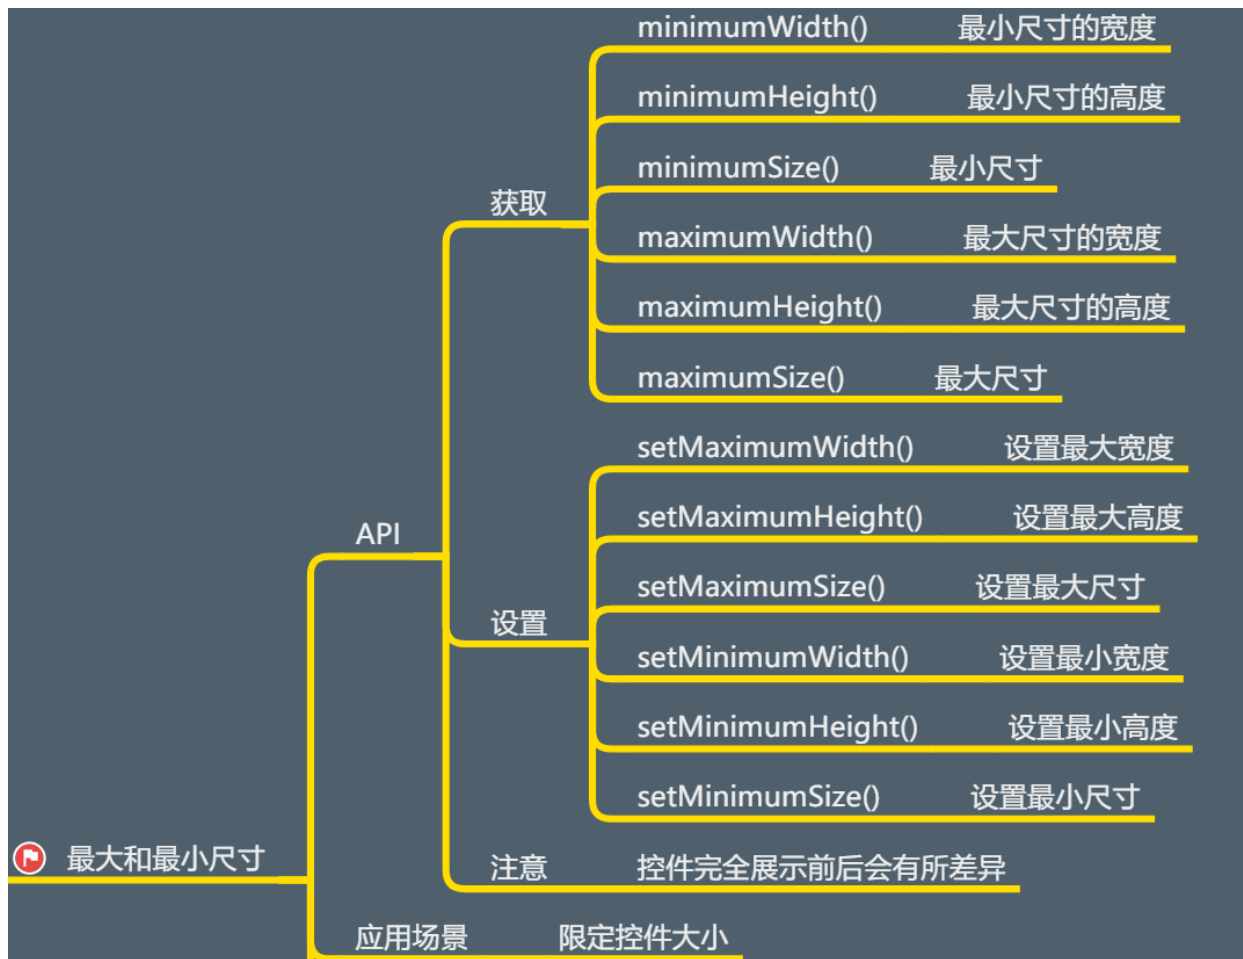 minimumWidth() 最小尺寸的宽度
minimumHeight() 最小尺寸的高度
minimumSize() 最小尺寸
获取
maximumWidth() 最大尺寸的宽度
maximumHeight() 最大尺寸的高度
maximumSize() 最大尺寸
setMaximumWidth() 设置最大宽度
setMaximumHeight() 设置最大高度
API
setMaximumSize() 设置最大尺寸
设置
setMinimumWidth() 设置最小宽度
setMinimumHeight() 设置最小高度
setMinimumSize() 设置最小尺寸
最大和最小尺寸
注意 控件完全展示前后会有所差异
应用场景 限定控件大小